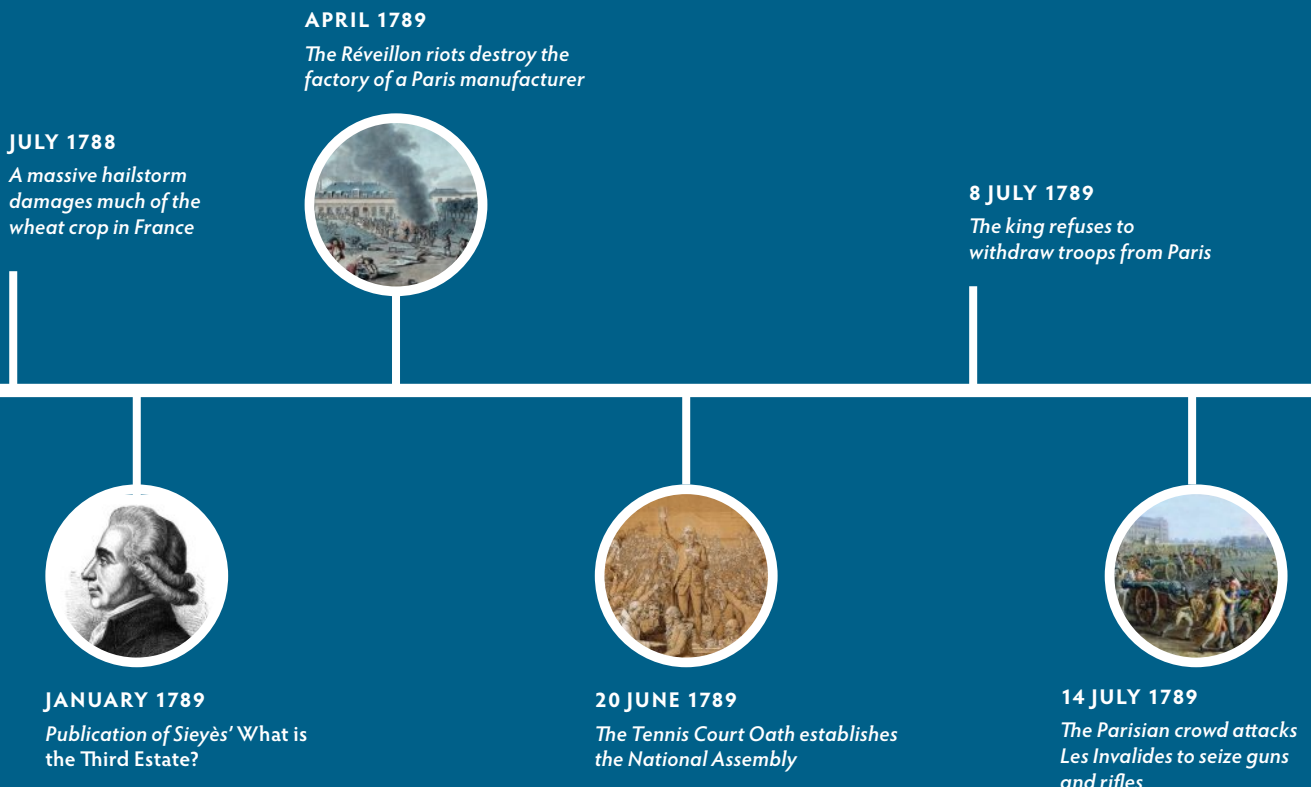 JULY 1788
A massive hailstorm
damages much of the
wheat crop in France
JANUARY 1789
Publication of Sieyès’ What is
the Third Estate?
APRIL 1789
The Réveillon riots destroy the
factory of a Paris manufacturer
20 JUNE 1789
The Tennis Court Oath establishes
the National Assembly
8 JULY 1789
The king refuses to
withdraw troops from Paris
14 JULY 1789
The Parisian crowd attacks
Les Invalides to seize guns
and rifles